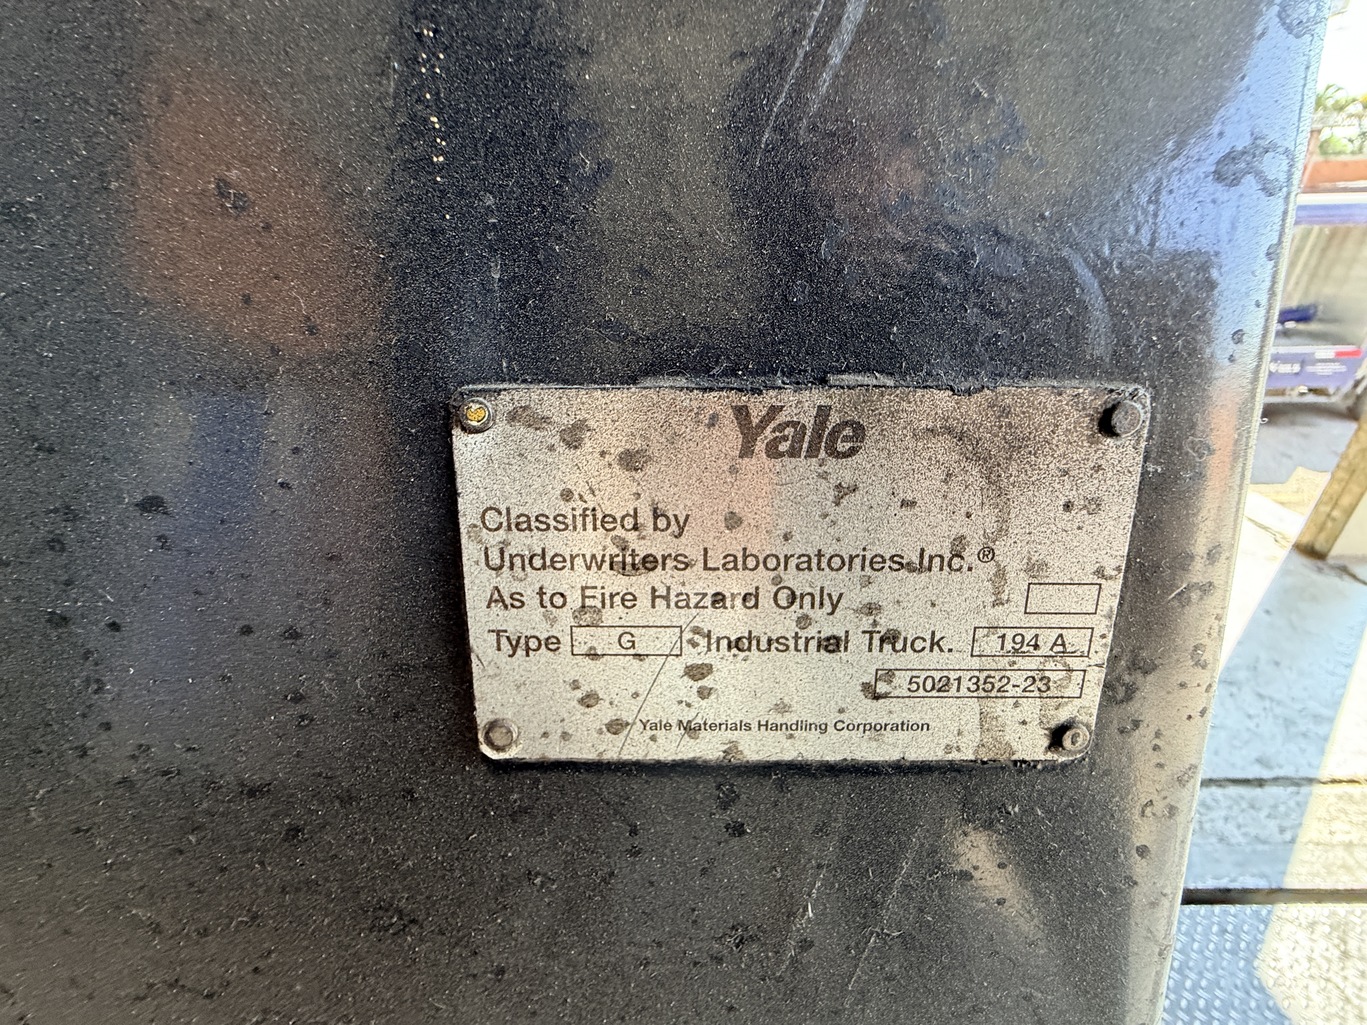 Yale
Classified by
Underwriters Laboratories Inc.®
As to Fire Hazard Only
Type G Industrial Truck. 194 A
5021352-23
Yale Materials Handling Corporation